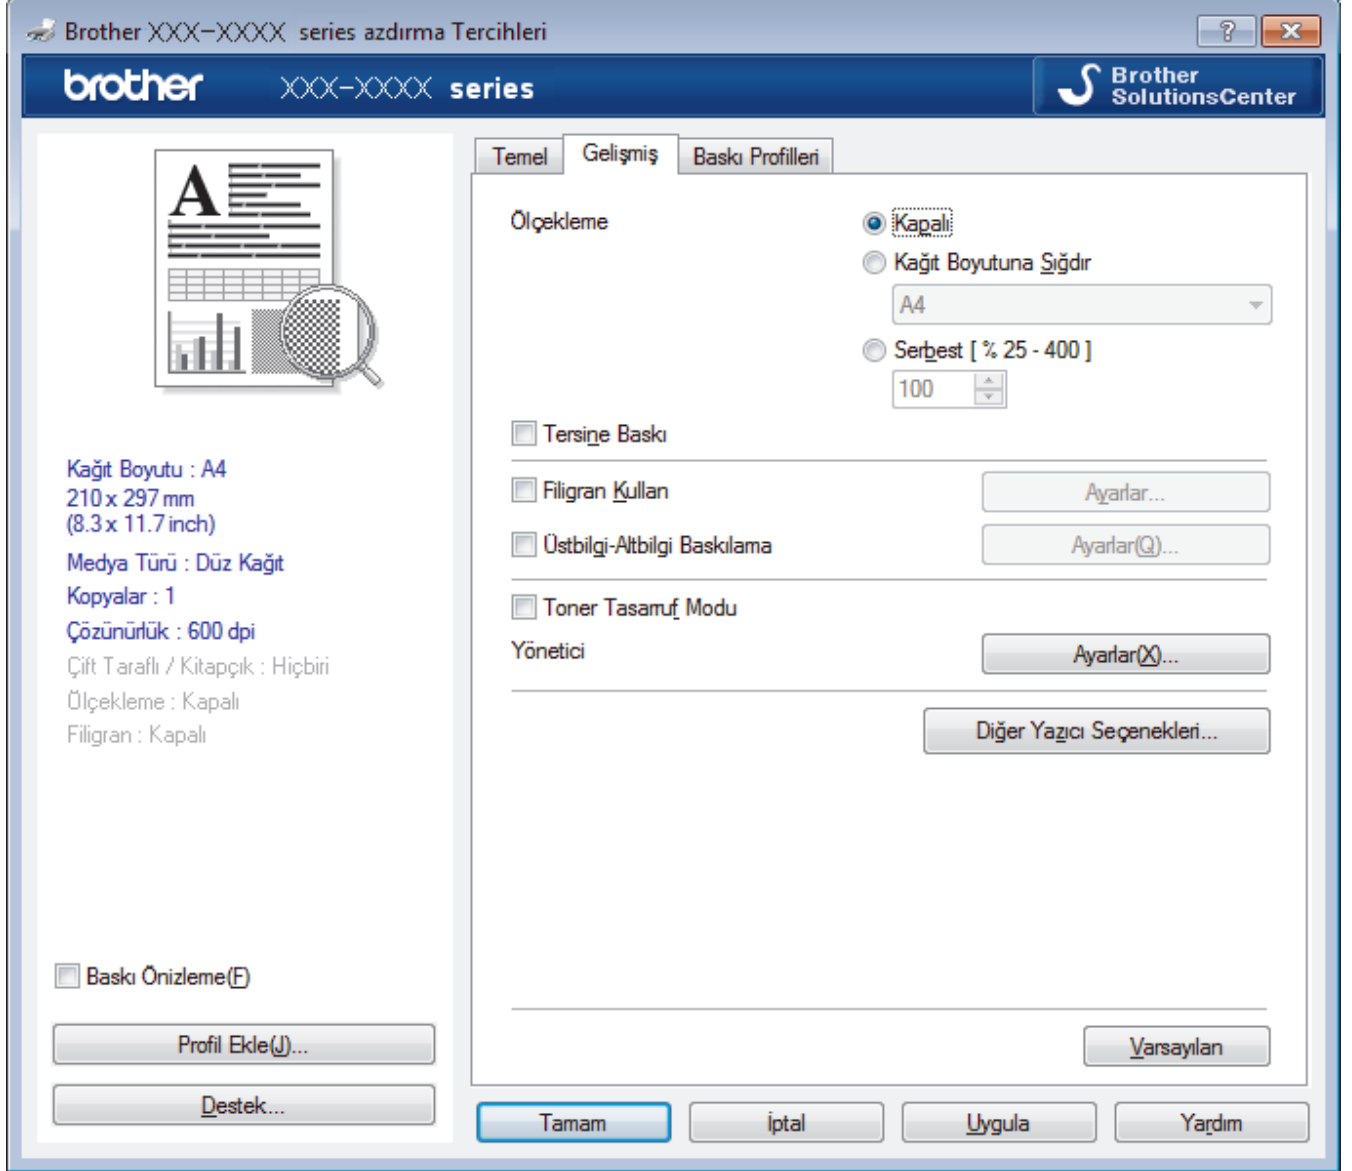 Brother XXX-XXXX series azdırma Tercihleri
brother XXX-XXXX series
Brother
SolutionsCenter
A
Kağıt Boyutu : A4
210 x 297 mm
(8.3 x 11.7 inch)
Medya Türü : Düz Kağıt
Kopyalar : 1
Çözünürlük : 600 dpi
Çift Taraflı / Kitapçık : Hiçbiri
Ölçekleme : Kapalı
Filigran : Kapalı
Baskı Önizleme(F)
Profil Ekle(J)...
Destek...
Temel Gelişmiş Baskı Profilleri
Ölçekleme Kapalı
Kağıt Boyutuna Sığdır
A4
Serbest [ % 25 - 400 ]
100
Tersine Baskı
Filigran Kullan Ayarlar...
Üstbilgi-Altbilgi Baskılama Ayarlar(Q)...
Toner Tasarruf Modu
Yönetici Ayarlar(X)...
Diğer Yazıcı Seçenekleri...
Varsayılan
Tamam İptal Uygula Yardım